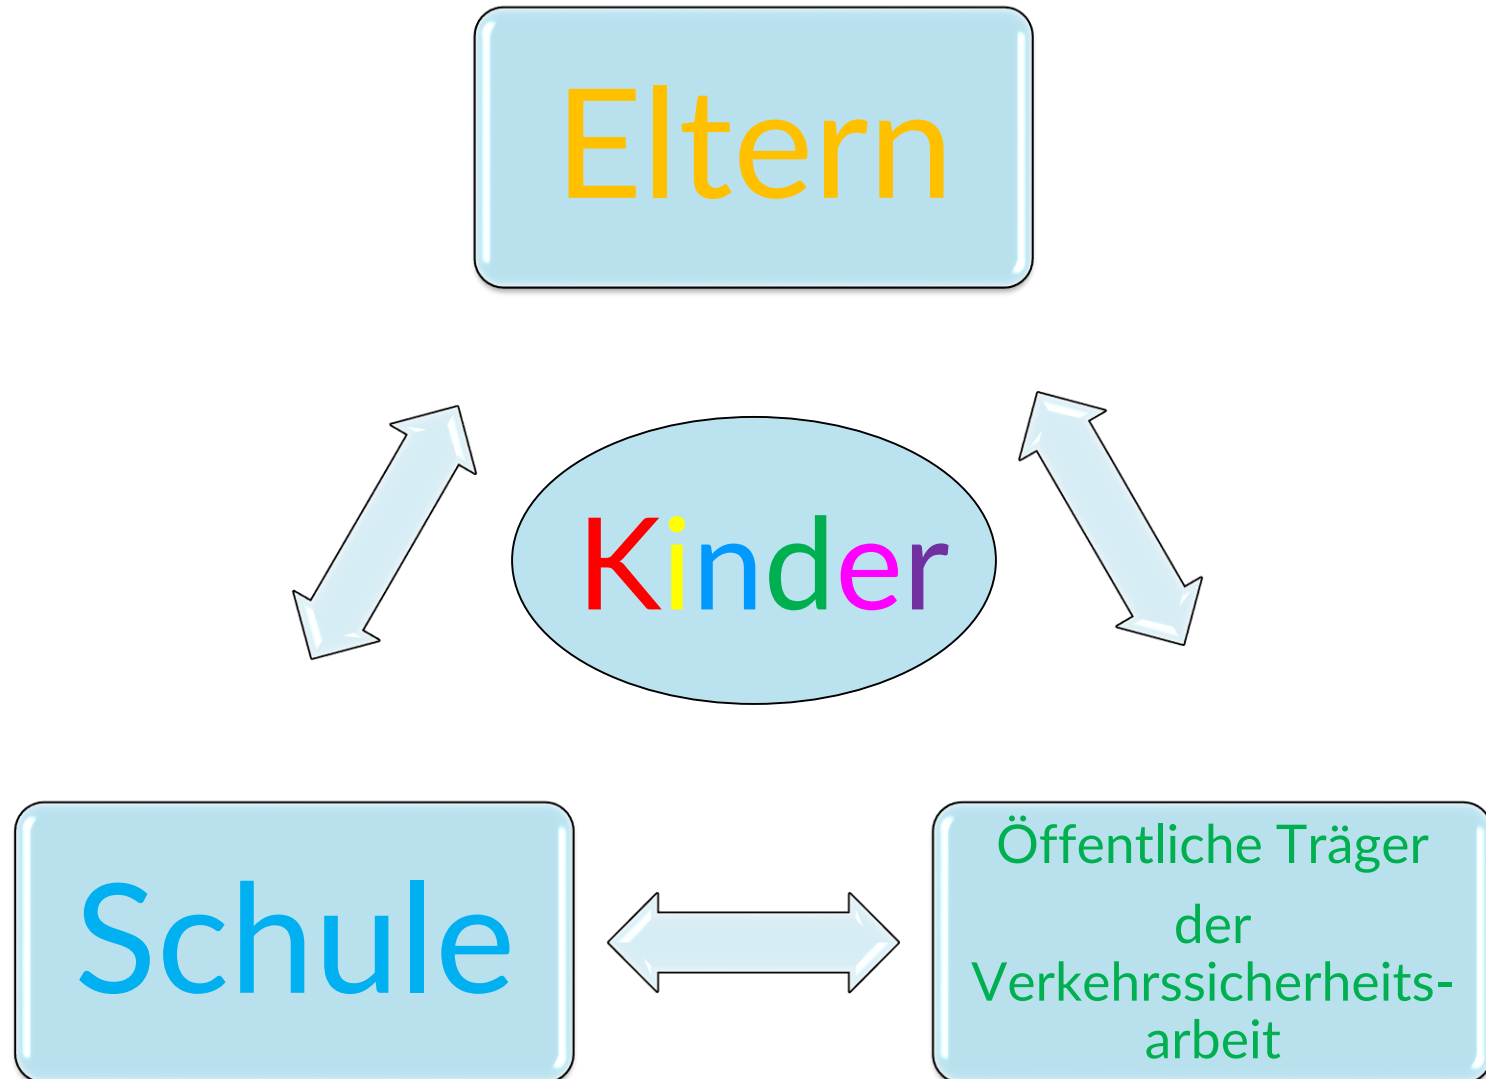 Eltern
Kinder
Schule
Öffentliche Träger
der
Verkehrssicherheits-
arbeit